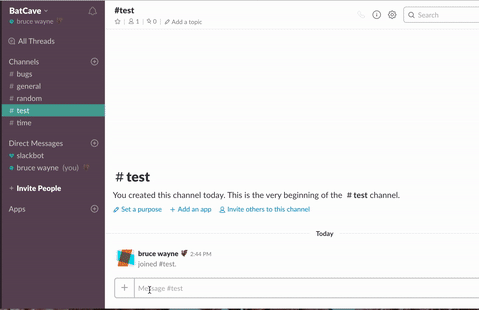 BatCave
bruce wayne
All Threads
Channels
# bugs
# general
# random
# test
# time
Direct Messages
slackbot
bruce wayne (you)
+ Invite People
Apps
#test
1 | 0 | Add a topic
Search
# test
You created this channel today. This is the very beginning of the # test channel.
Set a purpose + Add an app Invite others to this channel
Today
bruce wayne 2:44 PM
joined #test.
Message #test